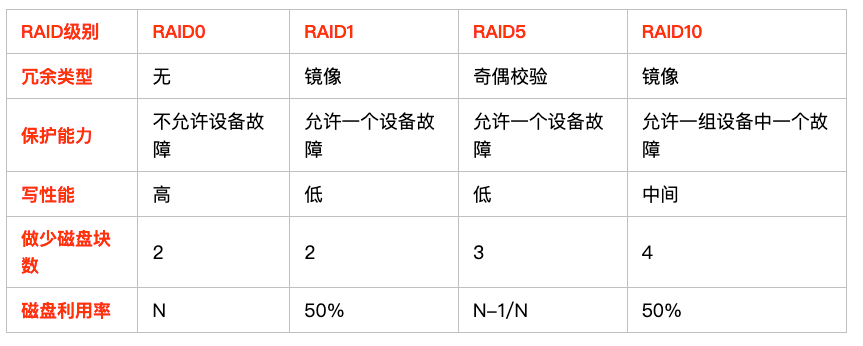 RAID级别 RAID0 RAID1 RAID5 RAID10
冗余类型 无 镜像 奇偶校验 镜像
保护能力 不允许设备故障 允许一个设备故障 允许一个设备故障 允许一组设备中一个故障
写性能 高 低 低 中间
做少磁盘块数 2 2 3 4
磁盘利用率 N 50% N-1/N 50%